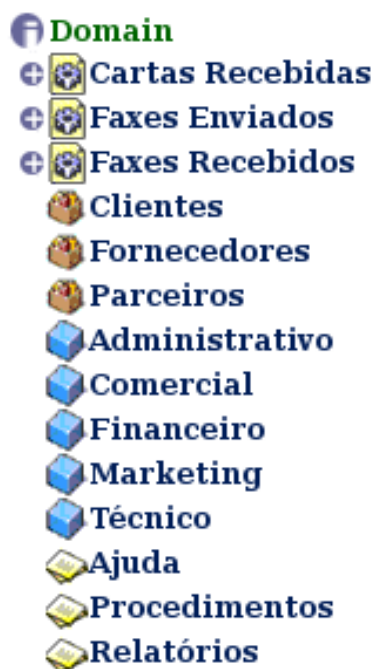 Domain
Cartas Recebidas
Faxes Enviados
Faxes Recebidos
Clientes
Fornecedores
Parceiros
Administrativo
Comercial
Financeiro
Marketing
Técnico
Ajuda
Procedimentos
Relatórios